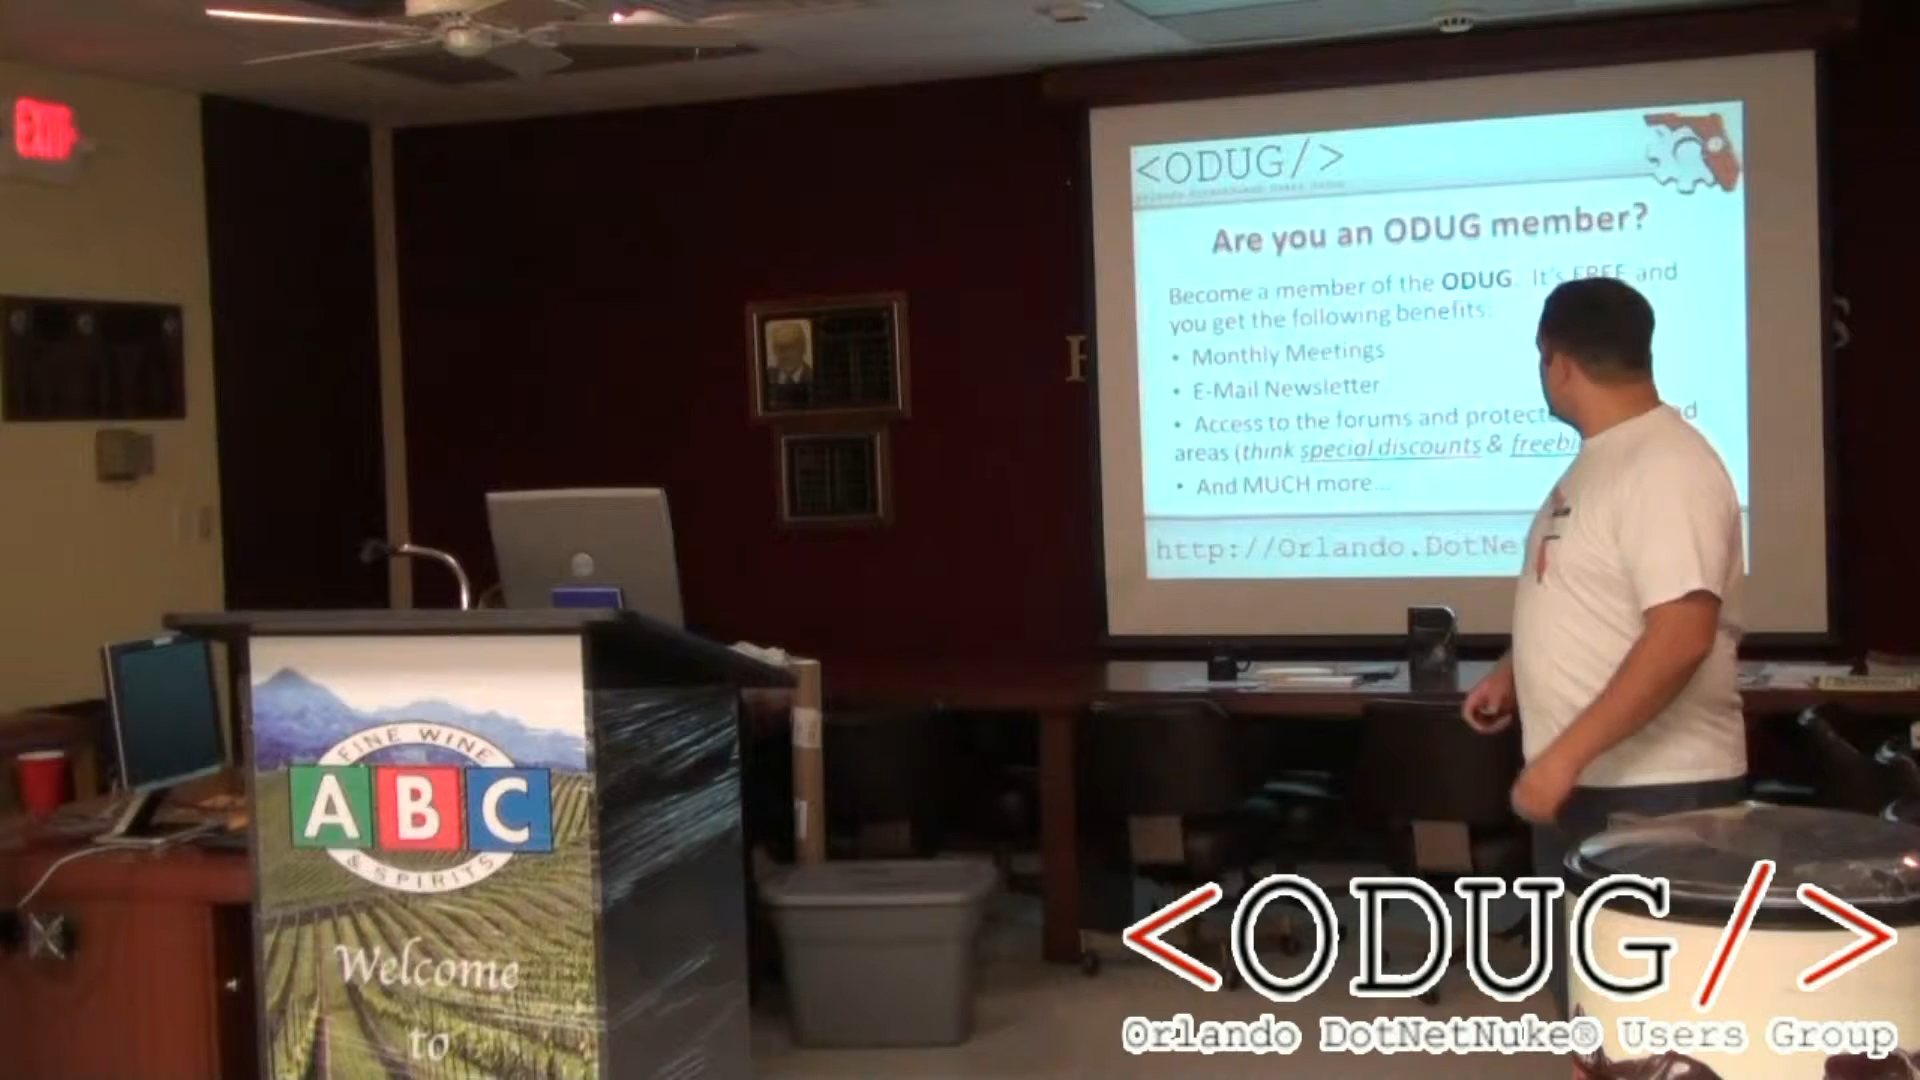 EXIT
<ODUG/>
Are you an ODUG member?
Become a member of the ODUG. It's FREE and
you get the following benefits:
• Monthly Meetings
• E-Mail Newsletter
• Access to the forums and
areas (think special discounts &
• And MUCH more...
http://Orlando.
FINE WINE
ABC
& SPIRITS
Welcome
to
<ODUG/>
Orlando DotNetNuke® Users Group